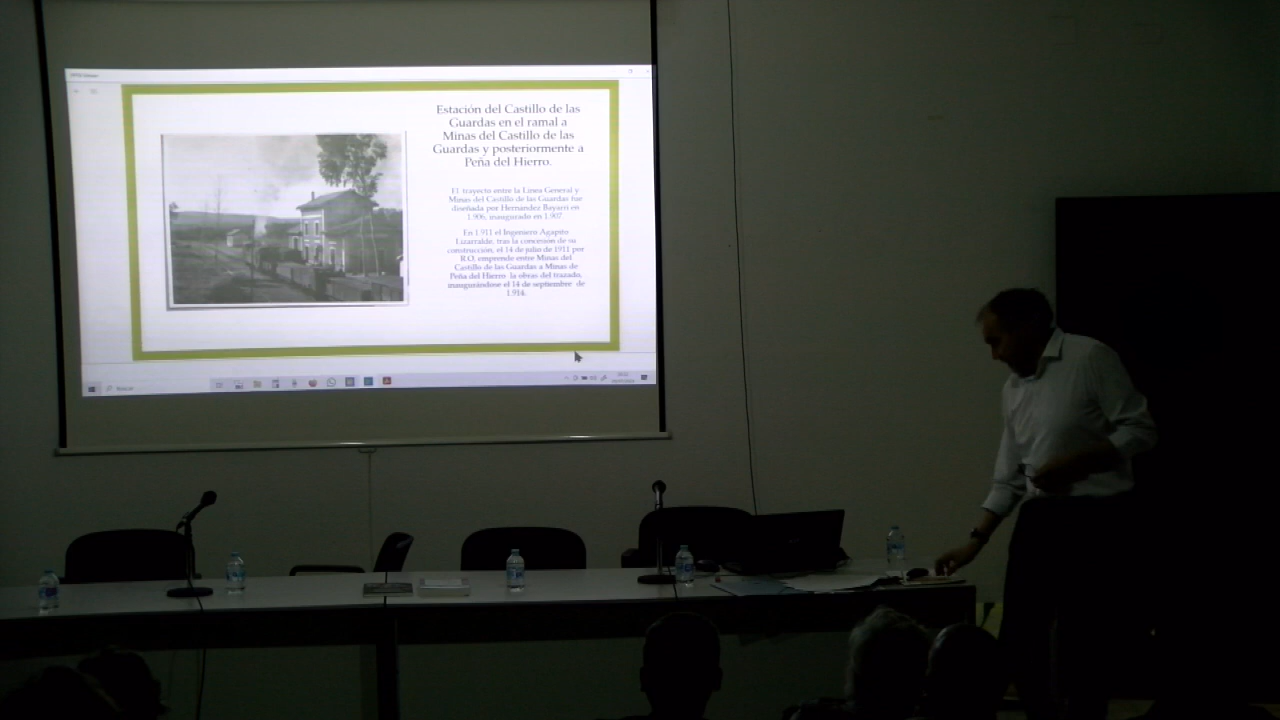 Estación del Castillo de las
Guardas en el ramal a
Minas del Castillo de las
Guardas y posteriormente a
Peña del Hierro.
El trayecto entre la Línea General y
Minas del Castillo de las Guardas fue
diseñada por Hernández Bayarri en
1.906, inaugurado en 1.907.
En 1.911 el Ingeniero Agapito
Lizarralde, tras la concesión de su
construcción, el 14 de julio de 1911 por
R.O. emprende entre Minas del
Castillo de las Guardas a Minas de
Peña del Hierro la obras del trazado,
inaugurándose el 14 de septiembre de
1.914.
Buscar